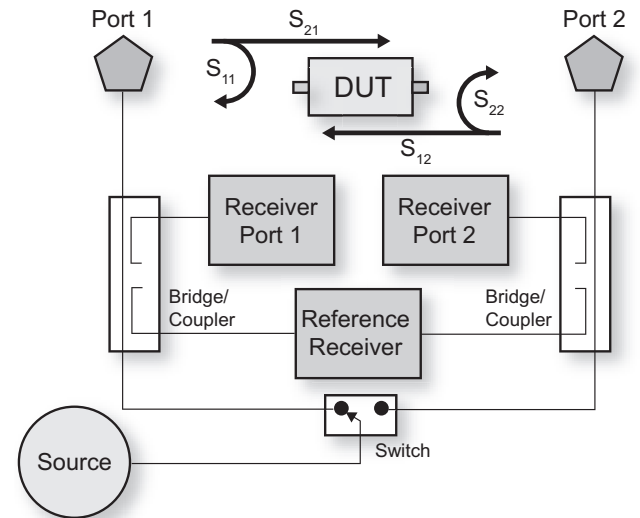 Port 1
Port 2
S21
S11
DUT
S22
S12
Receiver
Port 1
Receiver
Port 2
Bridge/
Coupler
Bridge/
Coupler
Reference
Receiver
Switch
Source